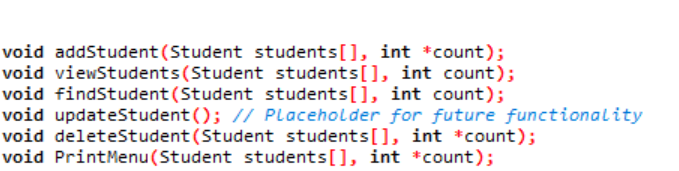 void addStudent(Student students[], int *count);
void viewStudents(Student students[], int count);
void findStudent(Student students[], int count);
void updateStudent(); // Placeholder for future functionality
void deleteStudent(Student students[], int *count);
void PrintMenu(Student students[], int *count);